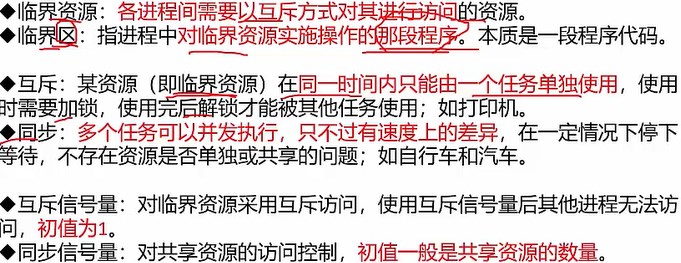 ◆临界资源：各进程间需要以互斥方式对其进行访问的资源。
◆临界区：指进程中对临界资源实施操作的那段程序。本质是一段程序代码。
◆互斥：某资源（即临界资源）在同一时间内只能由一个任务单独使用，使用
时需要加锁，使用完后解锁才能被其他任务使用；如打印机。
◆同步：多个任务可以并发执行，只不过有速度上的差异，在一定情况下停下
等待，不存在资源是否单独或共享的问题；如自行车和汽车。
◆互斥信号量：对临界资源采用互斥访问，使用互斥信号量后其他进程无法访
问，初值为1。
◆同步信号量：对共享资源的访问控制，初值一般是共享资源的数量。